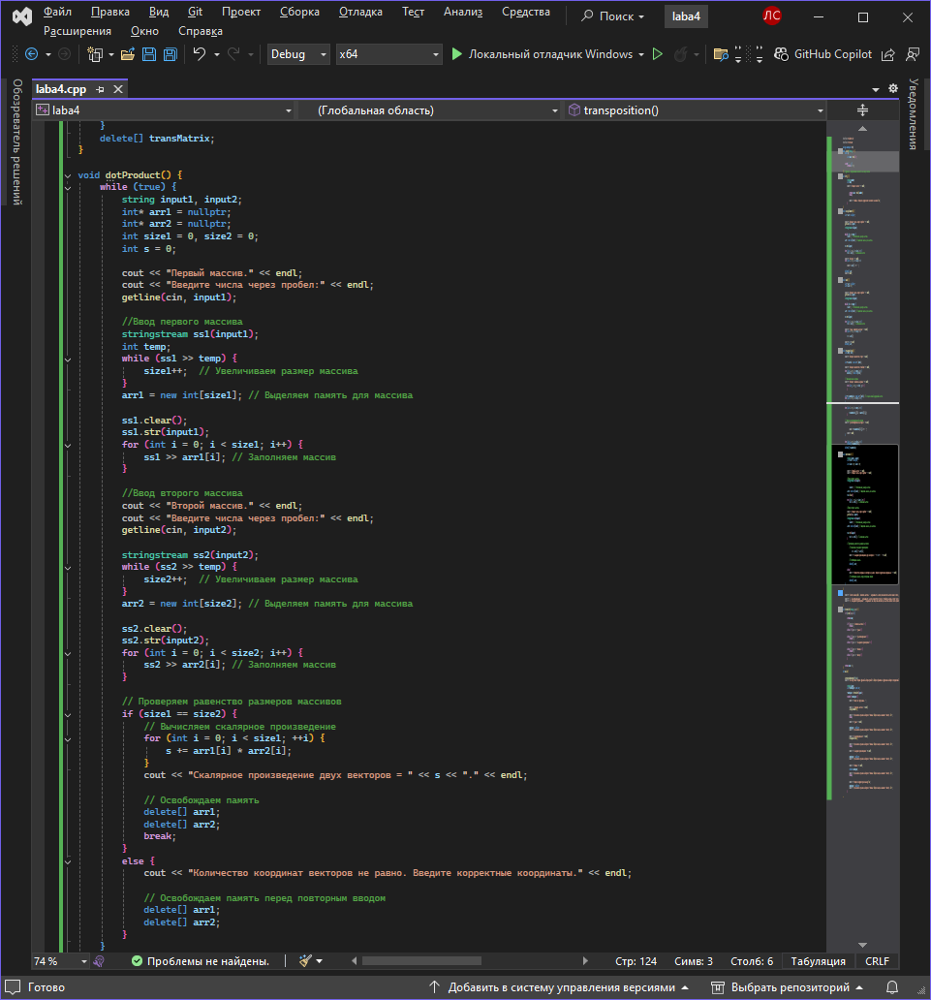 Файл Правка Вид Git Проект Сборка Отладка Тест Анализ Средства Поиск laba4 ЛС
Расширения Окно Справка
Debug x64 Локальный отладчик Windows GitHub Copilot
Обозреватель решений
Уведомления
laba4.cpp
laba4 (Глобальная область) transposition()
}
delete[] transMatrix;
}
void dotProduct() {
while (true) {
string input1, input2;
int* arr1 = nullptr;
int* arr2 = nullptr;
int size1 = 0, size2 = 0;
int s = 0;
cout << "Первый массив." << endl;
cout << "Введите числа через пробел:" << endl;
getline(cin, input1);
//Ввод первого массива
stringstream ss1(input1);
int temp;
while (ss1 >> temp) {
size1++;  // Увеличиваем размер массива
}
arr1 = new int[size1]; // Выделяем память для массива
ss1.clear();
ss1.str(input1);
for (int i = 0; i < size1; i++) {
ss1 >> arr1[i]; // Заполняем массив
}
//Ввод второго массива
cout << "Второй массив." << endl;
cout << "Введите числа через пробел:" << endl;
getline(cin, input2);
stringstream ss2(input2);
while (ss2 >> temp) {
size2++;  // Увеличиваем размер массива
}
arr2 = new int[size2]; // Выделяем память для массива
ss2.clear();
ss2.str(input2);
for (int i = 0; i < size2; i++) {
ss2 >> arr2[i]; // Заполняем массив
}
// Проверяем равенство размеров массивов
if (size1 == size2) {
// Вычисляем скалярное произведение
for (int i = 0; i < size1; ++i) {
s += arr1[i] * arr2[i];
}
cout << "Скалярное произведение двух векторов = " << s << "." << endl;
// Освобождаем память
delete[] arr1;
delete[] arr2;
break;
}
else {
cout << "Количество координат векторов не равно. Введите корректные координаты." << endl;
// Освобождаем память перед повторным вводом
delete[] arr1;
delete[] arr2;
}
}
74 % Проблемы не найдены. Стр: 124 Симв: 3 Столб: 6 Табуляция CRLF
Готово Добавить в систему управления версиями Выбрать репозиторий